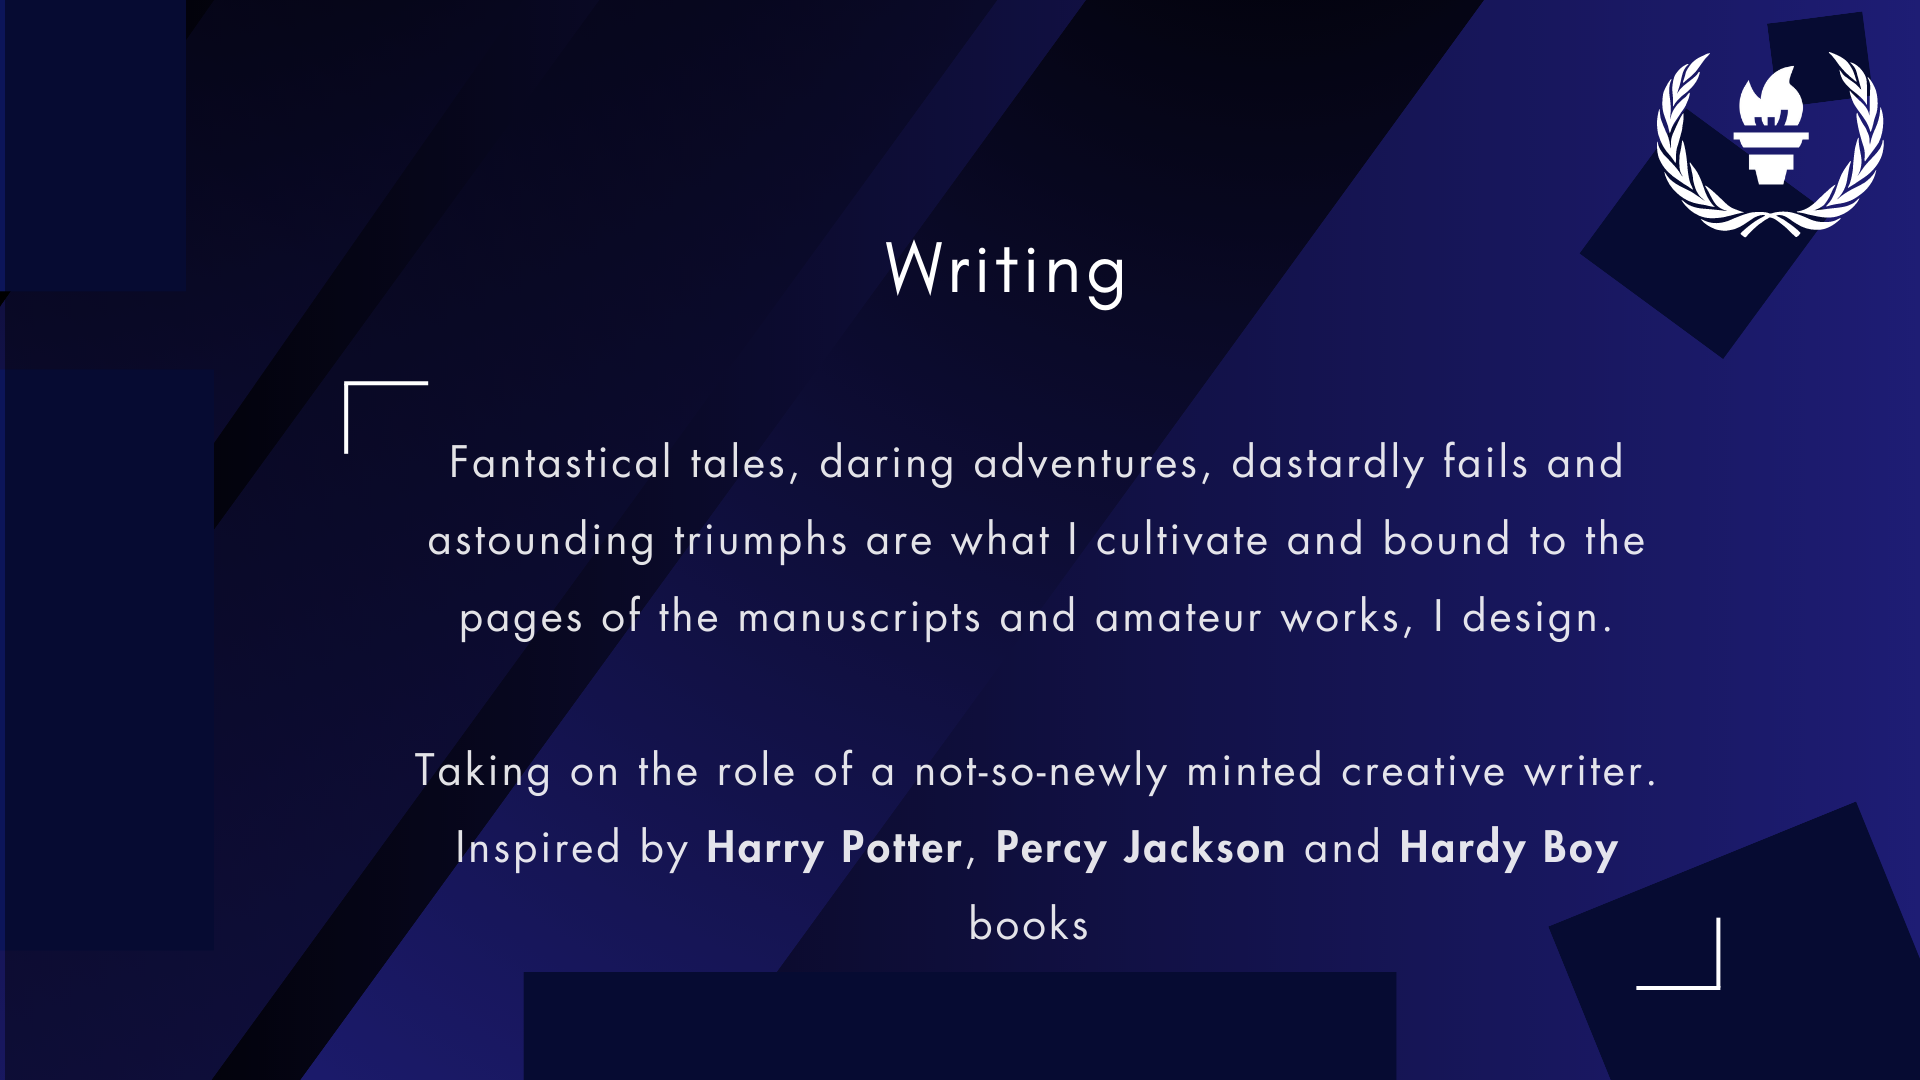 Writing
Fantastical tales, daring adventures, dastardly fails and
astounding triumphs are what I cultivate and bound to the
pages of the manuscripts and amateur works, I design.
Taking on the role of a not-so-newly minted creative writer.
Inspired by Harry Potter, Percy Jackson and Hardy Boy
books